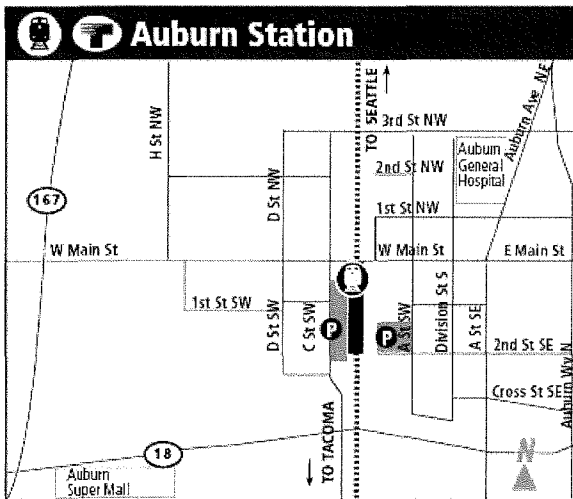 Auburn Station
TO SEATTLE
Auburn Ave NE
H St NW
3rd St NW
Auburn
General
Hospital
2nd St NW
D St NW
167
1st St NW
W Main St
W Main St
E Main St
1st St SW
D St SW
C St SW
P
P
A St SW
Division St S
A St SE
2nd St SE
Auburn Wy N
Cross St SE
TO TACOMA
18
N
Auburn
Super Mall